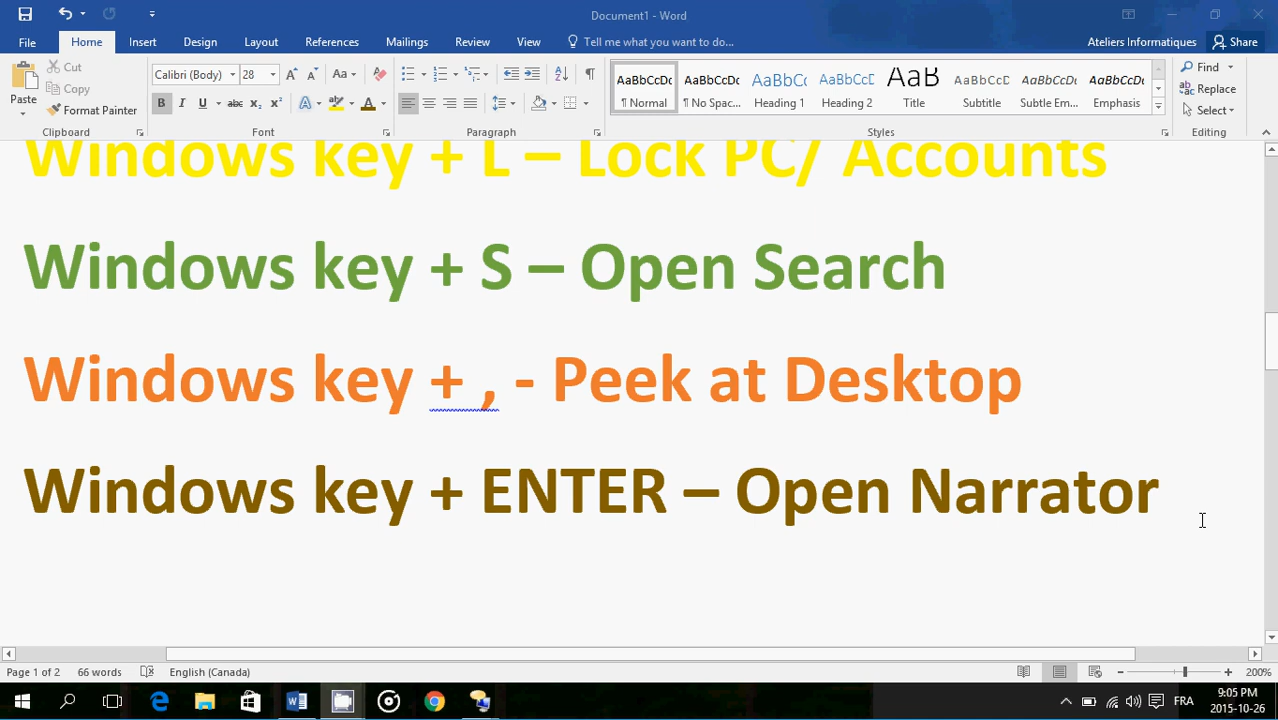 Document1 - Word
File Home Insert Design Layout References Mailings Review View Tell me what you want to do... Ateliers Informatiques Share
Paste
Cut
Copy
Format Painter
Clipboard
Calibri (Body) 28
Font
Paragraph
AaBbCcDc AaBbCcDc AaBbCc AaBbCcE AaB AaBbCcD AaBbCcDc AaBbCcDc
¶ Normal ¶ No Spac... Heading 1 Heading 2 Title Subtitle Subtle Em... Emphasis
Styles
Find
Replace
Select
Editing
Windows key + L – Lock PC/ Accounts
Windows key + S – Open Search
Windows key + , - Peek at Desktop
Windows key + ENTER – Open Narrator
Page 1 of 2 66 words English (Canada) 200%
FRA 9:05 PM
2015-10-26